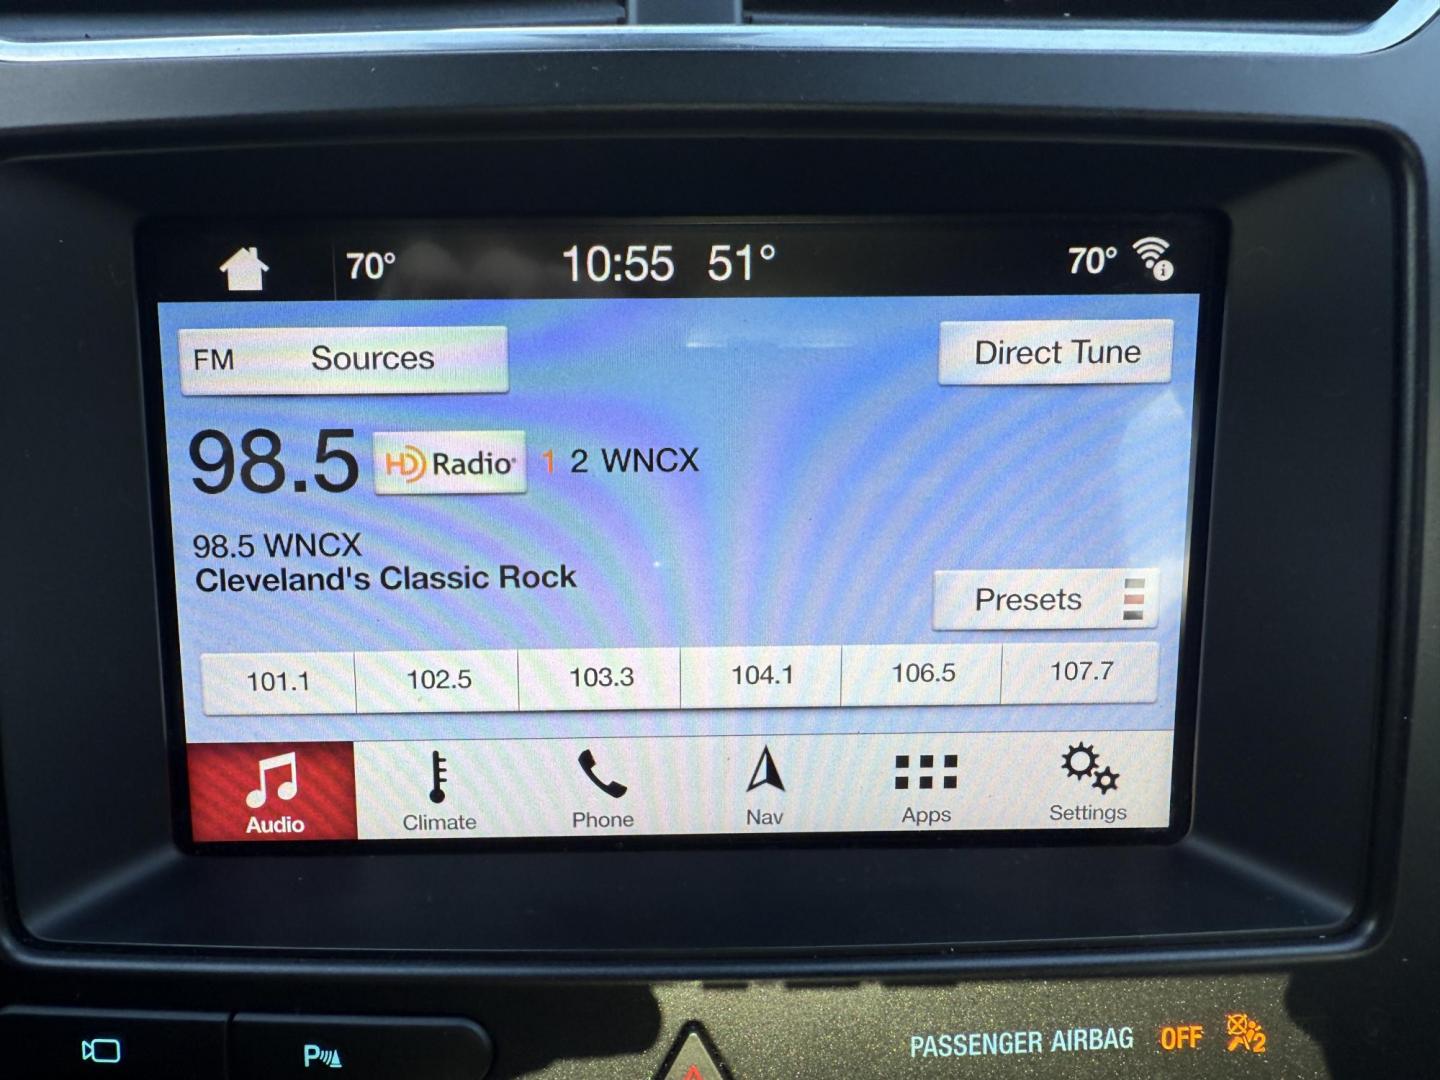 70° 10:55 51° 70°
FM Sources Direct Tune
98.5 HD Radio 1 2 WNCX
98.5 WNCX
Cleveland's Classic Rock
Presets
101.1 102.5 103.3 104.1 106.5 107.7
Audio Climate Phone Nav Apps Settings
P PASSENGER AIRBAG OFF 2